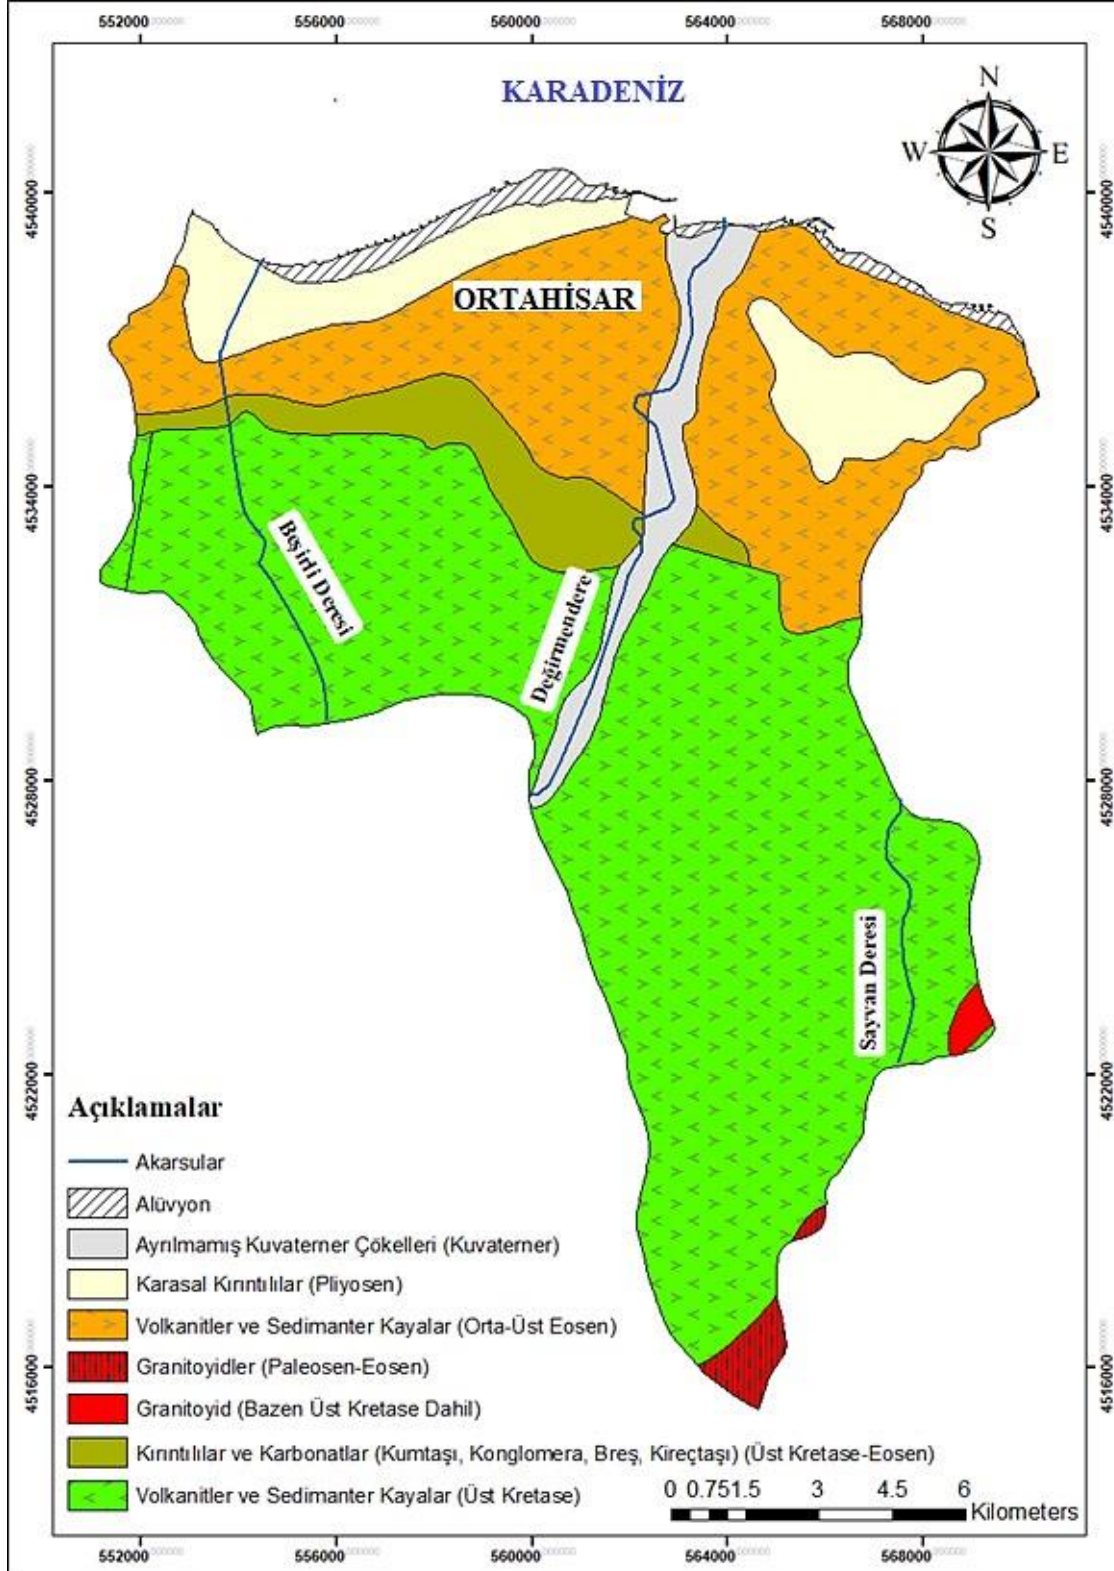 552000 556000 560000 564000 568000
KARADENİZ
N
W E
S
4540000 4540000
ORTAHİSAR
4534000 4534000
Beşirli Deresi
Değirmendere
4528000 4528000
Sayvan Deresi
4522000 4522000
Açıklamalar
Akarsular
Alüvyon
Ayrılmamış Kuvaterner Çökelleri (Kuvaterner)
Karasal Kırıntılılar (Pliyosen)
Volkanitler ve Sedimanter Kayalar (Orta-Üst Eosen)
Granitoyidler (Paleosen-Eosen)
4516000 4516000
Granitoyid (Bazen Üst Kretase Dahil)
Kırıntılılar ve Karbonatlar (Kumtaşı, Konglomera, Breş, Kireçtaşı) (Üst Kretase-Eosen)
Volkanitler ve Sedimanter Kayalar (Üst Kretase)
0 0.751.5 3 4.5 6
Kilometers
552000 556000 560000 564000 568000